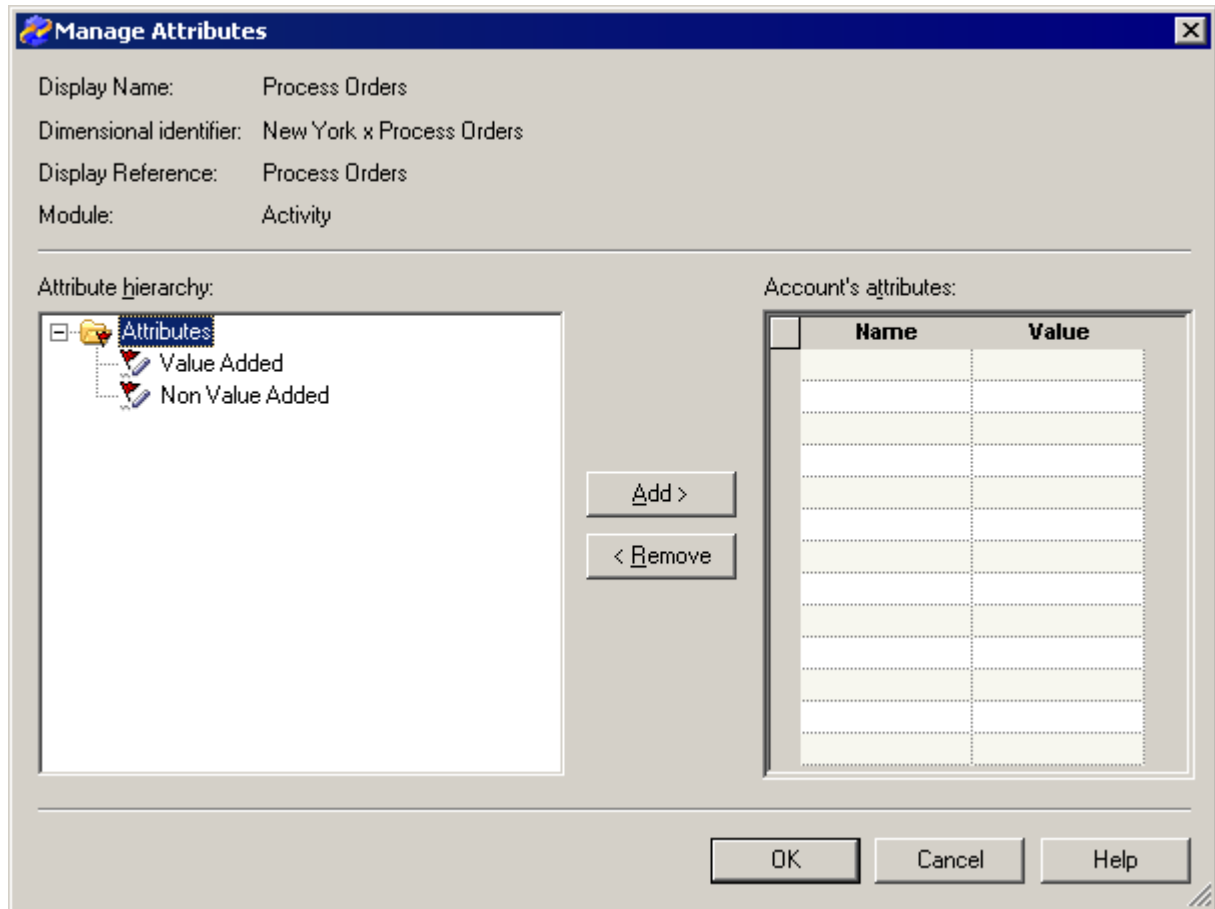 Manage Attributes
Display Name: Process Orders
Dimensional identifier: New York x Process Orders
Display Reference: Process Orders
Module: Activity
Attribute hierarchy:
Attributes
Value Added
Non Value Added
Add >
< Remove
Account's attributes:
Name Value
OK Cancel Help